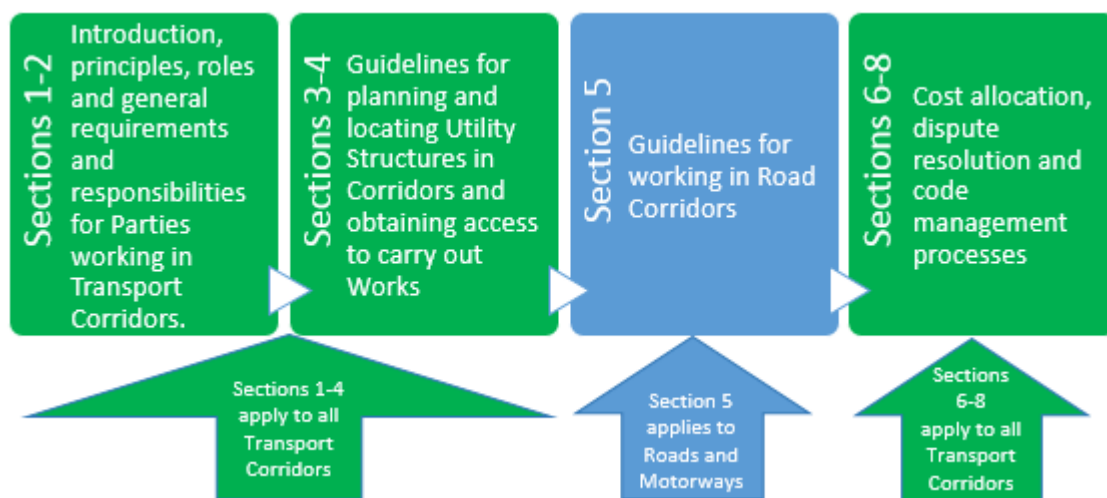 Sections 1-2
Introduction,
principles, roles
and general
requirements
and
responsibilities
for Parties
working in
Transport
Corridors.
Sections 3-4
Guidelines for
planning and
locating Utility
Structures in
Corridors and
obtaining access
to carry out
Works
Section 5
Guidelines for
working in Road
Corridors
Sections 6-8
Cost allocation,
dispute
resolution and
code
management
processes
Sections 1-4
apply to all
Transport
Corridors
Section 5
applies to
Roads and
Motorways
Sections
6-8
apply to all
Transport
Corridors